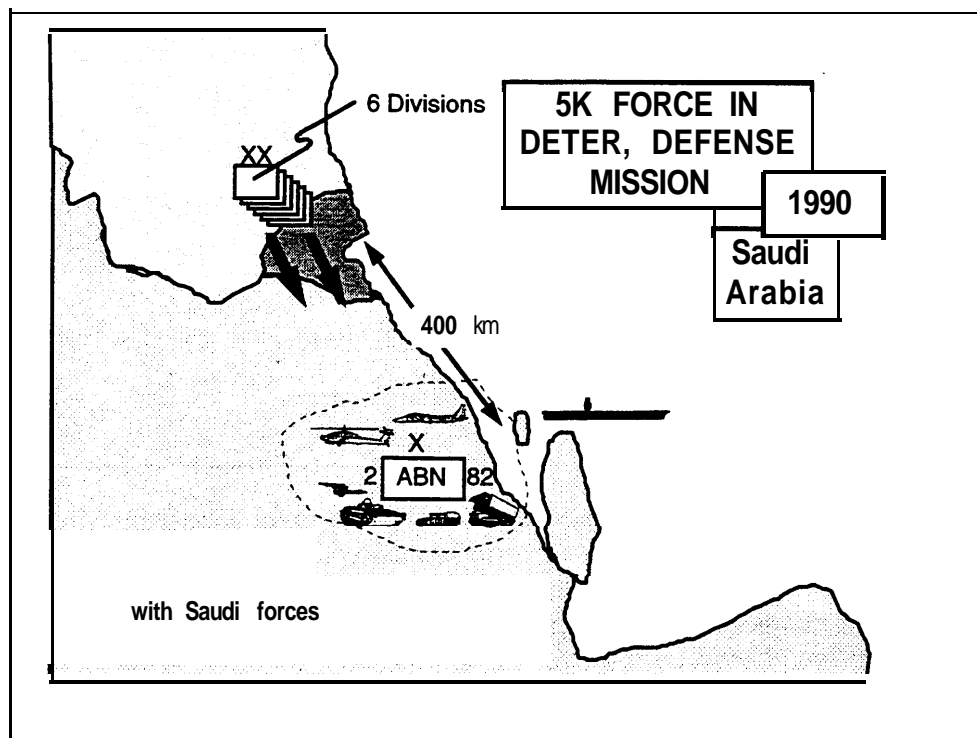 6 Divisions
XX
5K FORCE IN
DETER, DEFENSE
MISSION
1990
Saudi
Arabia
400 km
X
2 ABN 82
with Saudi forces